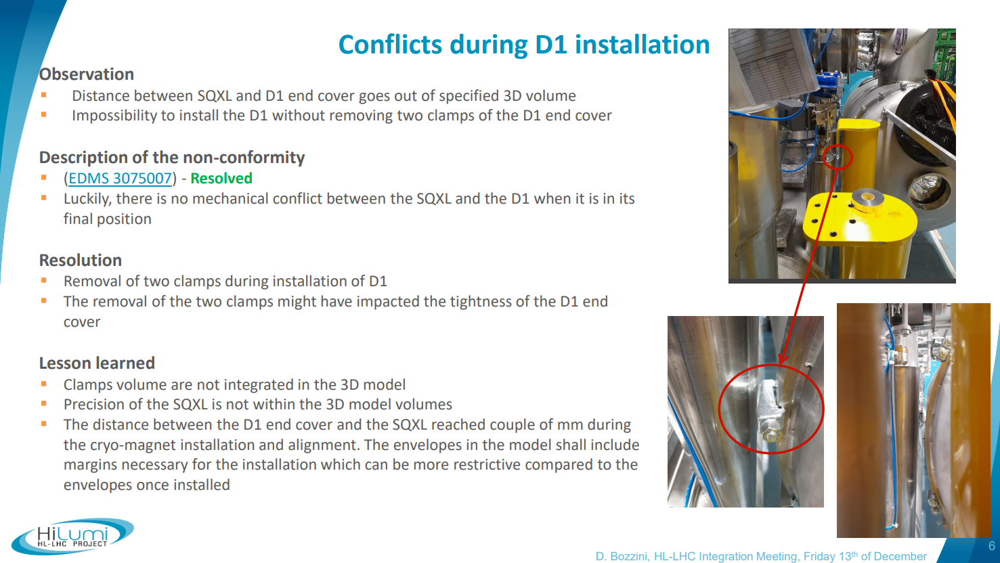 Conflicts during D1 installation
Observation
▪ Distance between SQXL and D1 end cover goes out of specified 3D volume
▪ Impossibility to install the D1 without removing two clamps of the D1 end cover
Description of the non-conformity
▪ (EDMS 3075007) - Resolved
▪ Luckily, there is no mechanical conflict between the SQXL and the D1 when it is in its
final position
Resolution
▪ Removal of two clamps during installation of D1
▪ The removal of the two clamps might have impacted the tightness of the D1 end
cover
Lesson learned
▪ Clamps volume are not integrated in the 3D model
▪ Precision of the SQXL is not within the 3D model volumes
▪ The distance between the D1 end cover and the SQXL reached couple of mm during
the cryo-magnet installation and alignment. The envelopes in the model shall include
margins necessary for the installation which can be more restrictive compared to the
envelopes once installed
HiLumi
HL-LHC PROJECT
D. Bozzini, HL-LHC Integration Meeting, Friday 13th of December
6